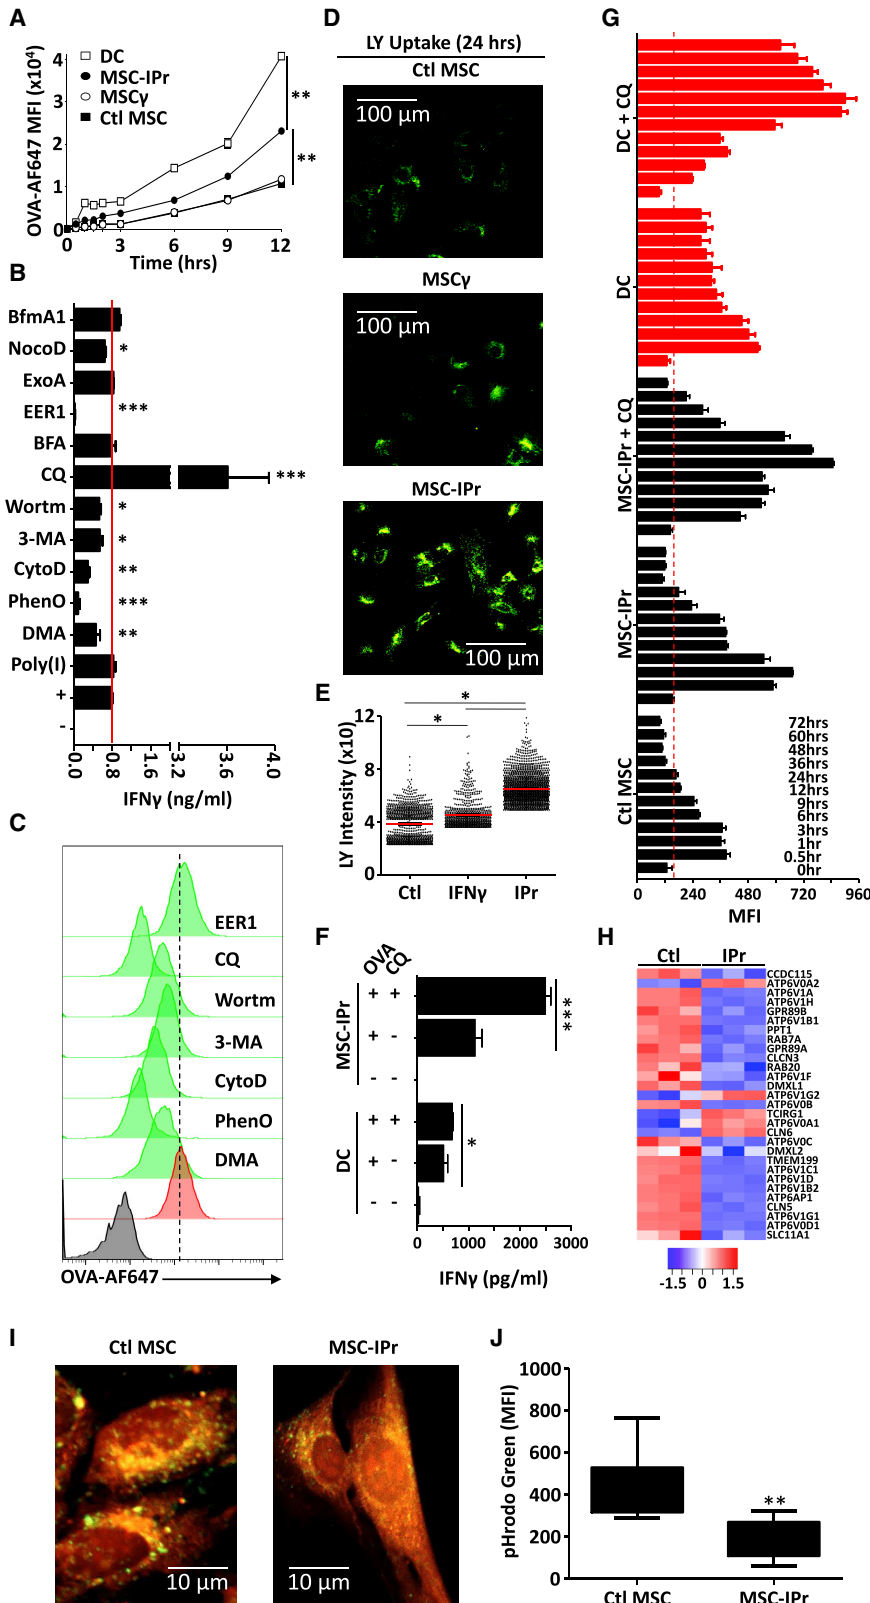 A
OVA-AF647 MFI (x10⁴)
4
3
2
1
0
DC
MSC-IPr
MSCγ
Ctl MSC
**
**
0 3 6 9 12
Time (hrs)
B
BfmA1
NocoD *
ExoA
EER1 ***
BFA
CQ ***
Wortm *
3-MA *
CytoD **
PhenO ***
DMA **
Poly(I)
+
-
0.0 0.8 1.6 3.2 3.6 4.0
IFNγ (ng/ml)
C
EER1
CQ
Wortm
3-MA
CytoD
PhenO
DMA
OVA-AF647
D
LY Uptake (24 hrs)
Ctl MSC
100 µm
MSCγ
100 µm
MSC-IPr
100 µm
E
LY Intensity (x10)
12
8
4
0
*
*
Ctl IFNγ IPr
F
OVA CQ
MSC-IPr
+ +
+ -
- -
***
DC
+ +
+ -
- -
*
0 1000 2000 3000
IFNγ (pg/ml)
G
DC + CQ
DC
MSC-IPr + CQ
MSC-IPr
Ctl MSC
72hrs
60hrs
48hrs
36hrs
24hrs
12hrs
9hrs
6hrs
3hrs
1hr
0.5hr
0hr
0 240 480 720 960
MFI
H
Ctl IPr
CCDC115
ATP6V0A2
ATP6V1A
ATP6V1H
GPR89B
ATP6V1B1
PPT1
RAB7A
GPR89A
CLCN3
RAB20
ATP6V1F
DMXL1
ATP6V1G2
ATP6V0B
TCIRG1
ATP6V0A1
CLN6
ATP6V0C
DMXL2
TMEM199
ATP6V1C1
ATP6V1D
ATP6V1B2
ATP6AP1
CLN5
ATP6V1G1
ATP6V0D1
SLC11A1
-1.5 0 1.5
I
Ctl MSC
10 µm
MSC-IPr
10 µm
J
pHrodo Green (MFI)
1000
800
600
400
200
0
**
Ctl MSC MSC-IPr